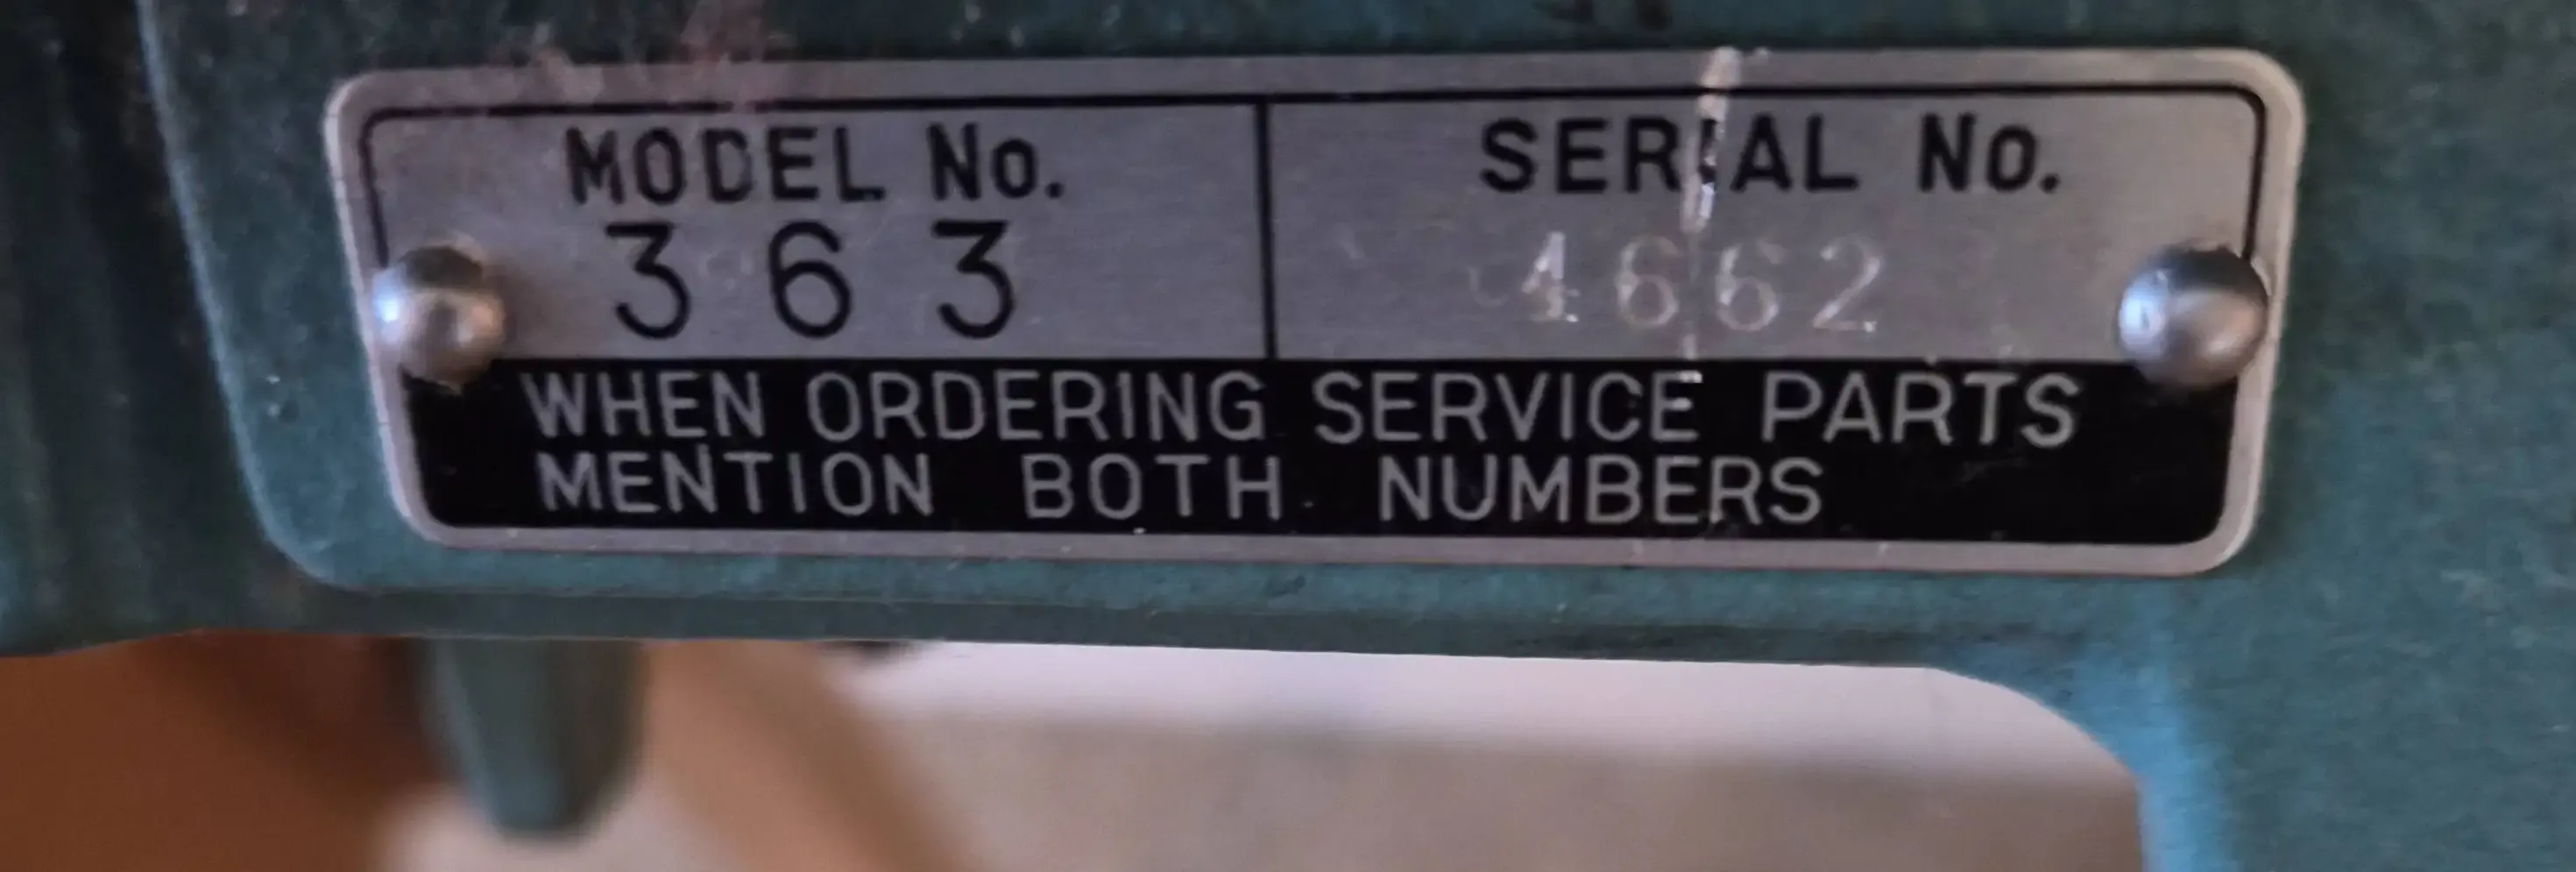 MODEL No. SERIAL No.
363 4662
WHEN ORDERING SERVICE PARTS
MENTION BOTH NUMBERS